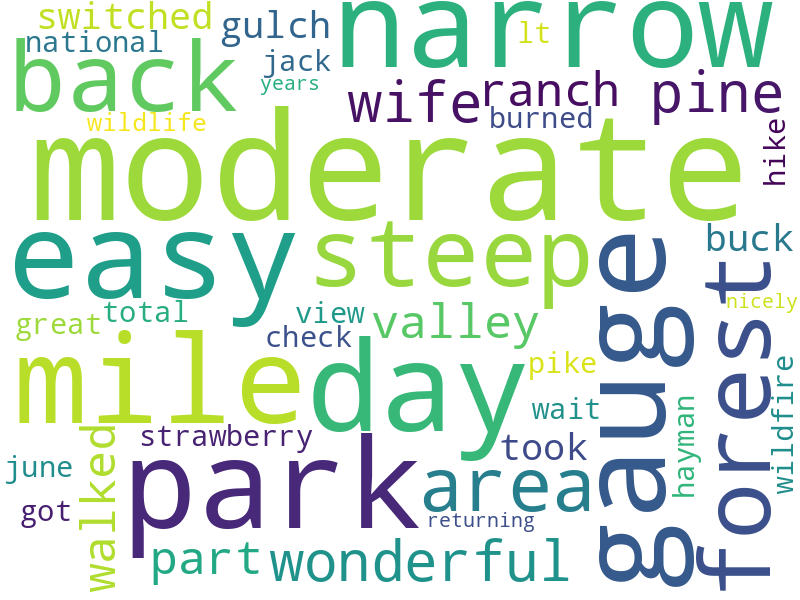 switched
gulch
narrow
lt
national
back
jack
years
wife
ranch
pine
wildlife
burned
hike
moderate
easy
steep
gauge
buck
forest
nicely
great
total
view
check
valley
mile
day
pike
wait
wildfire
hayman
strawberry
took
june
walked
park
area
got
returning
part
wonderful